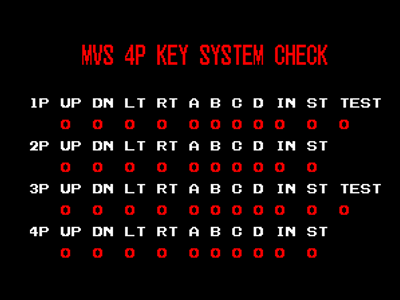 MVS 4P KEY SYSTEM CHECK
1P UP DN LT RT A B C D IN ST TEST
0 0 0 0 0 0 0 0 0 0 0
2P UP DN LT RT A B C D IN ST
0 0 0 0 0 0 0 0 0 0
3P UP DN LT RT A B C D IN ST TEST
0 0 0 0 0 0 0 0 0 0 0
4P UP DN LT RT A B C D IN ST
0 0 0 0 0 0 0 0 0 0